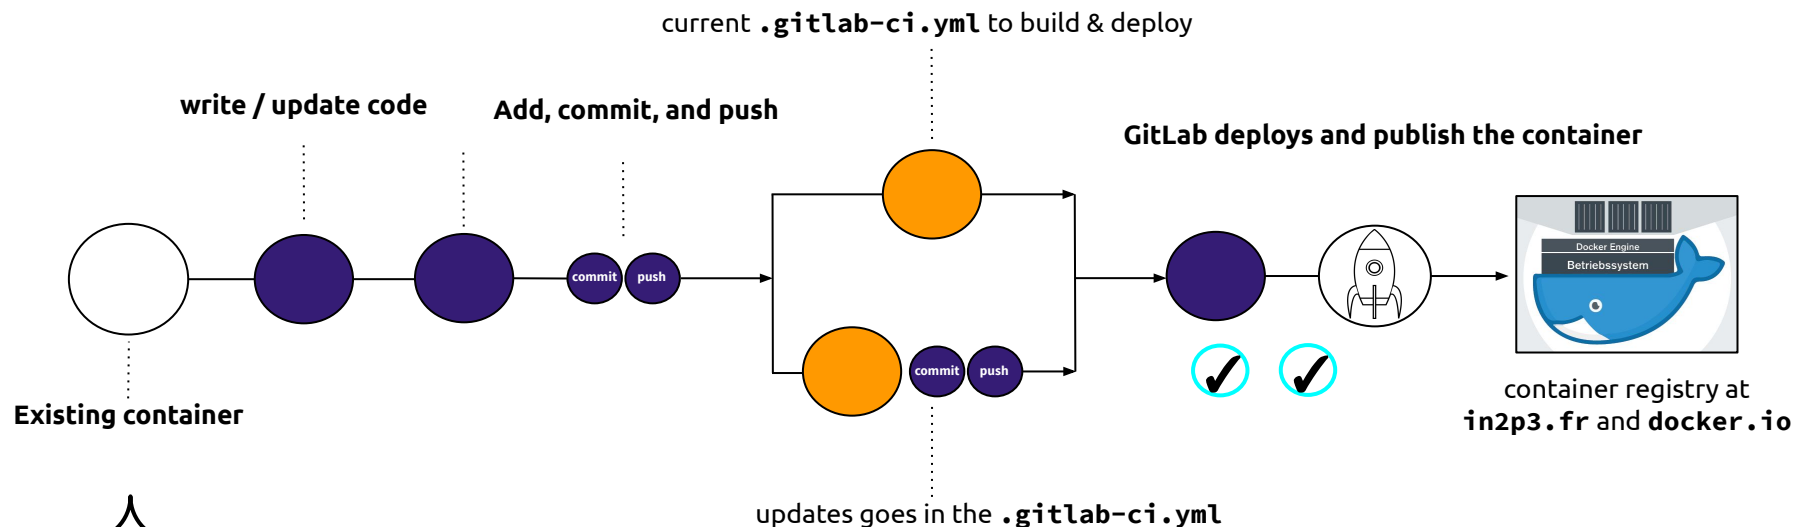 current .gitlab-ci.yml to build & deploy
write / update code
Add, commit, and push
GitLab deploys and publish the container
commit
push
Docker Engine
Betriebssystem
commit
push
Existing container
container registry at
in2p3.fr and docker.io
updates goes in the .gitlab-ci.yml